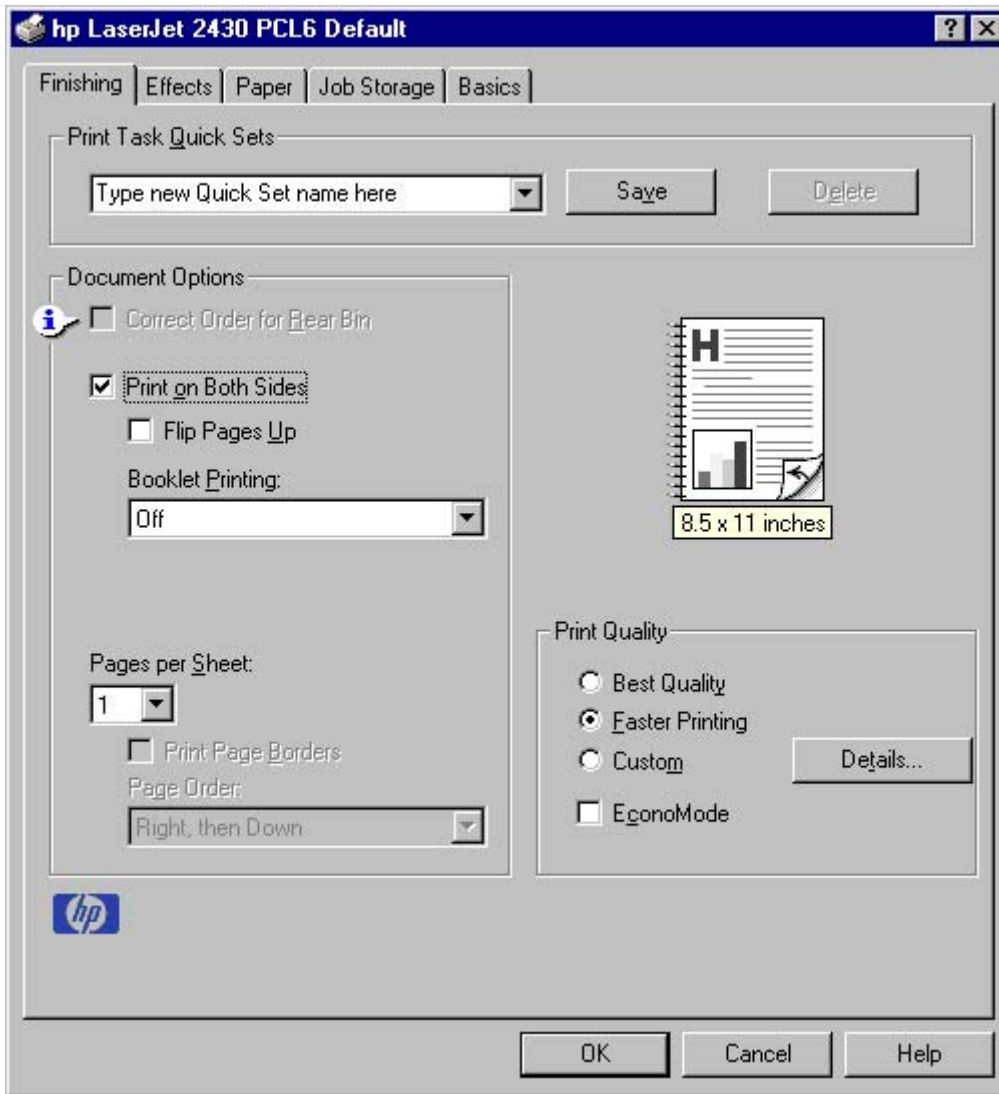 hp LaserJet 2430 PCL6 Default
Finishing Effects Paper Job Storage Basics
Print Task Quick Sets
Type new Quick Set name here Save Delete
Document Options
i Correct Order for Rear Bin
Print on Both Sides
Flip Pages Up
Booklet Printing:
Off
H
8.5 x 11 inches
Pages per Sheet:
1
Print Page Borders
Page Order:
Right, then Down
Print Quality
Best Quality
Faster Printing
Custom Details...
EconoMode
hp
OK Cancel Help